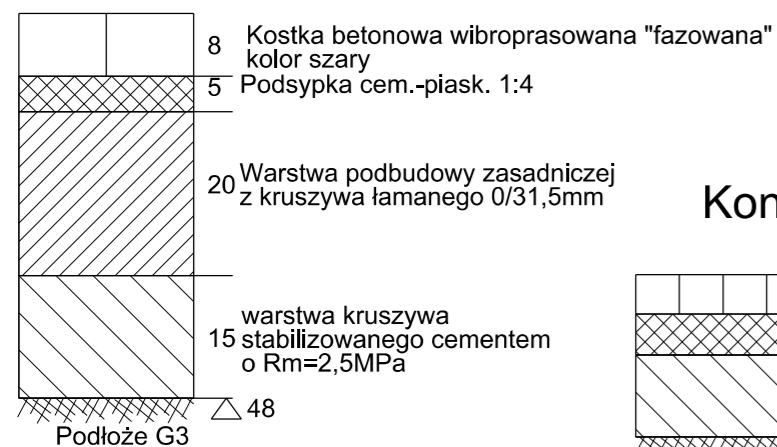 8 Kostka betonowa wibroprasowana "fazowana"
kolor szary
5 Podsypka cem.-piask. 1:4
20 Warstwa podbudowy zasadniczej
z kruszywa łamanego 0/31,5mm
Kon
warstwa kruszywa
15 stabilizowanego cementem
o Rm=2,5MPa
48
Podłoże G3